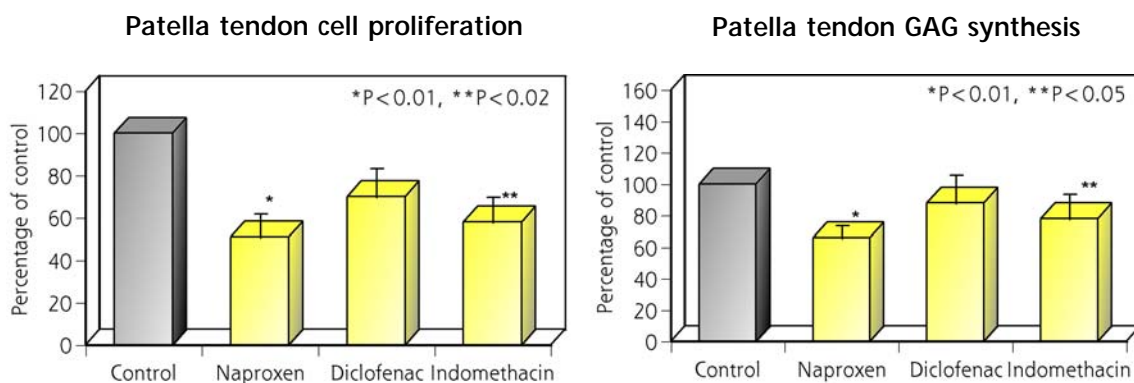 Patella tendon cell proliferation
Percentage of control
120
100
80
60
40
20
0
*P<0.01, **P<0.02
*
**
Control Naproxen Diclofenac Indomethacin
Patella tendon GAG synthesis
Percentage of control
160
140
120
100
80
60
40
20
0
*P<0.01, **P<0.05
*
**
Control Naproxen Diclofenac Indomethacin